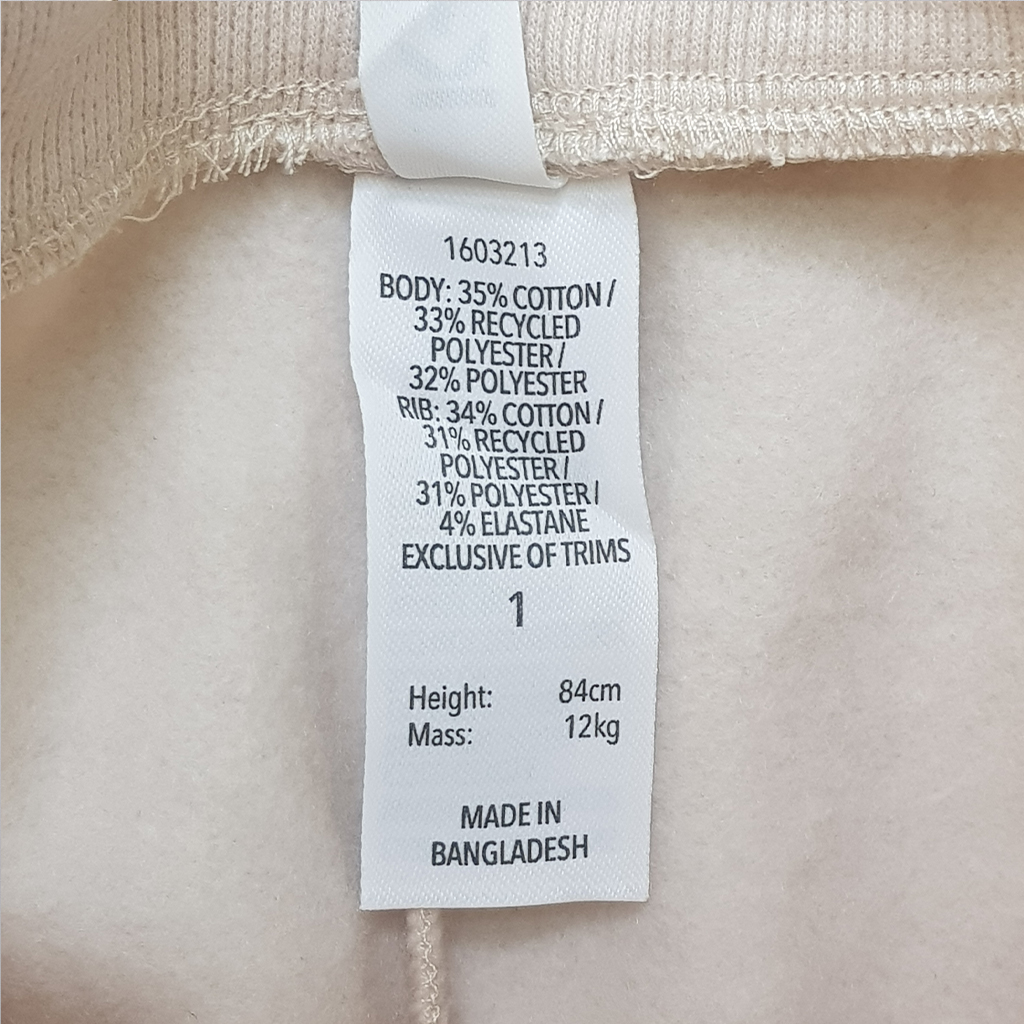 1603213
BODY: 35% COTTON /
33% RECYCLED
POLYESTER /
32% POLYESTER
RIB: 34% COTTON /
31% RECYCLED
POLYESTER /
31% POLYESTER /
4% ELASTANE
EXCLUSIVE OF TRIMS
1
Height: 84cm
Mass: 12kg
MADE IN
BANGLADESH